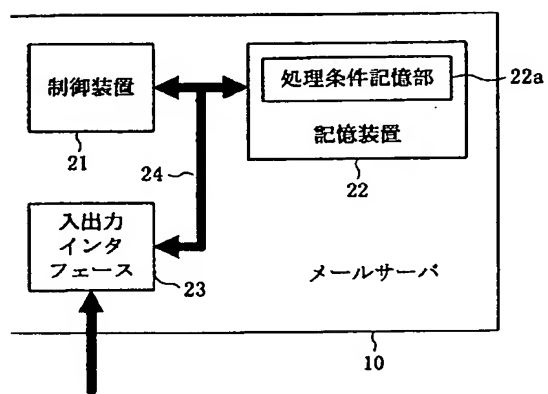 制御装置
21
処理条件記憶部
22a
記憶装置
22
24
入出力
インタ
フェース
23
メールサーバ
10